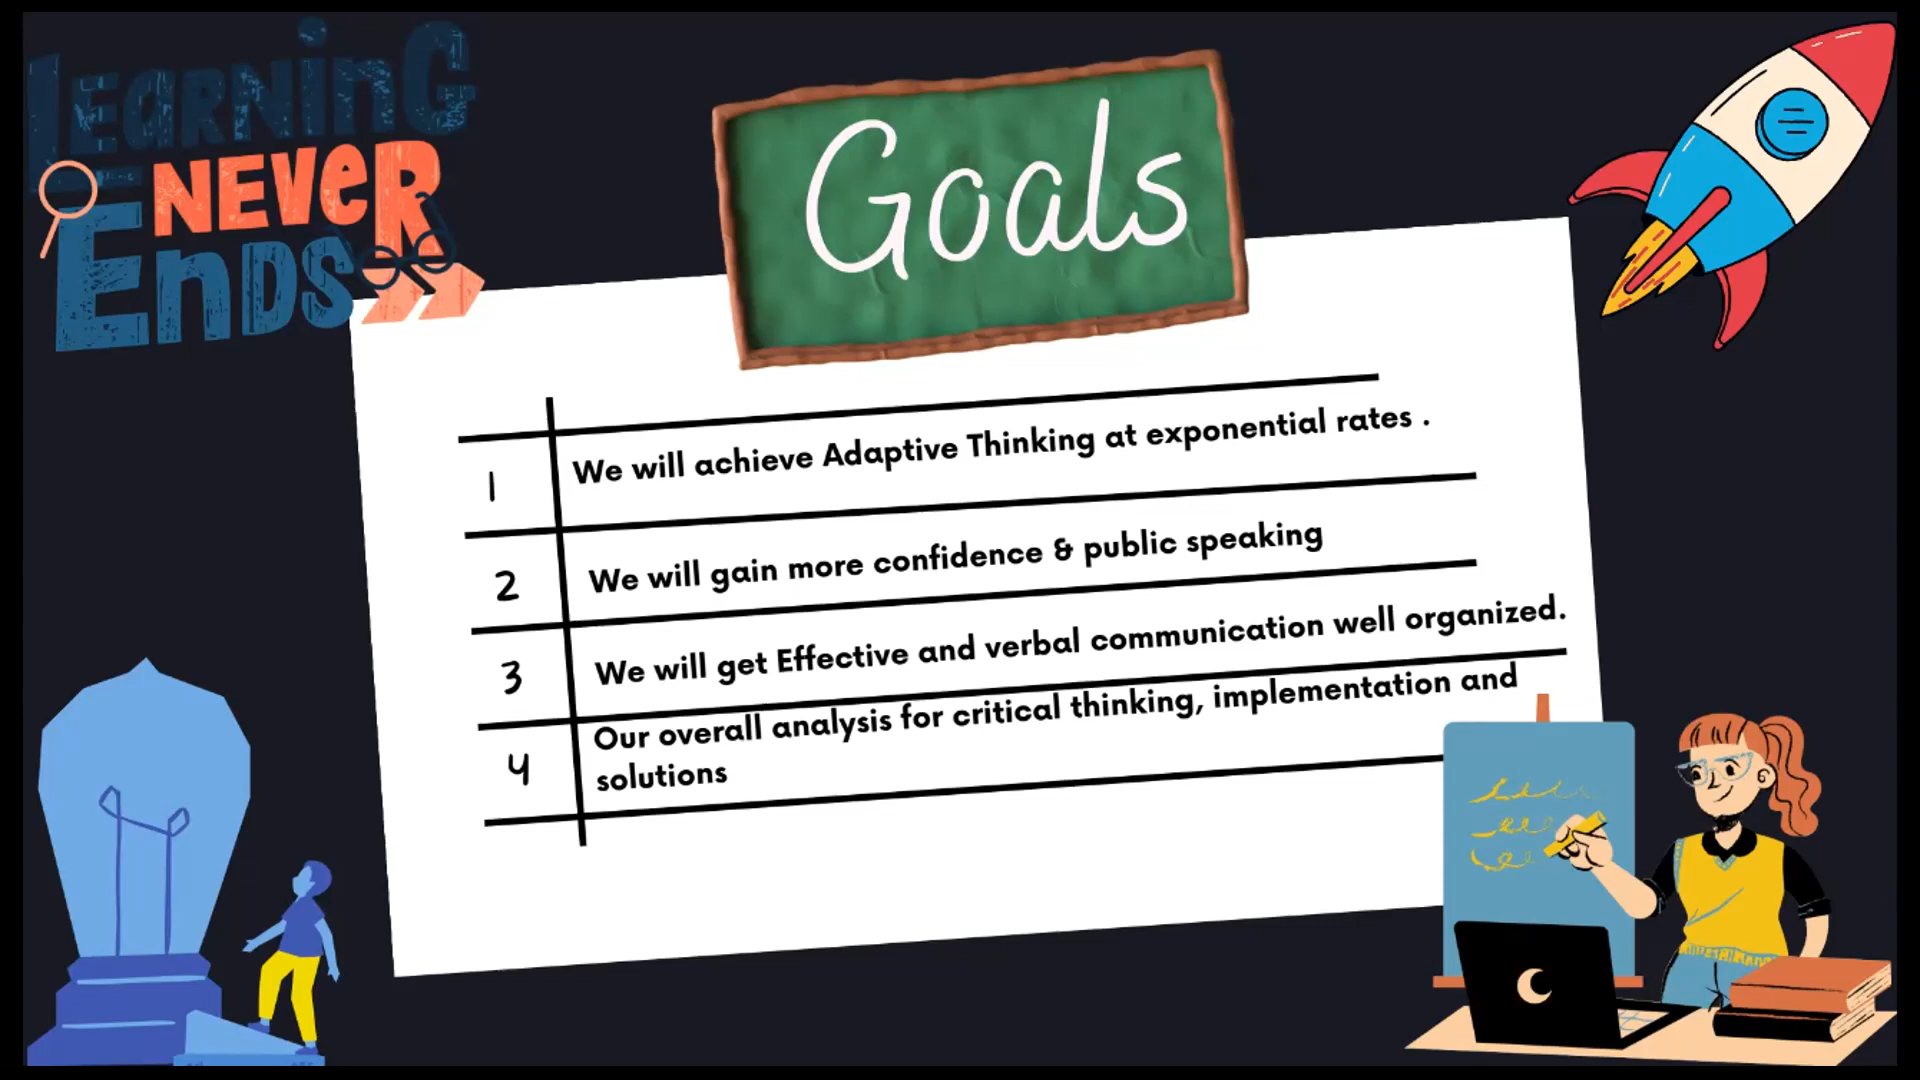 LEARNING
NEVER
ENDS
Goals
1
We will achieve Adaptive Thinking at exponential rates .
2
We will gain more confidence & public speaking
3
We will get Effective and verbal communication well organized.
4
Our overall analysis for critical thinking, implementation and
solutions